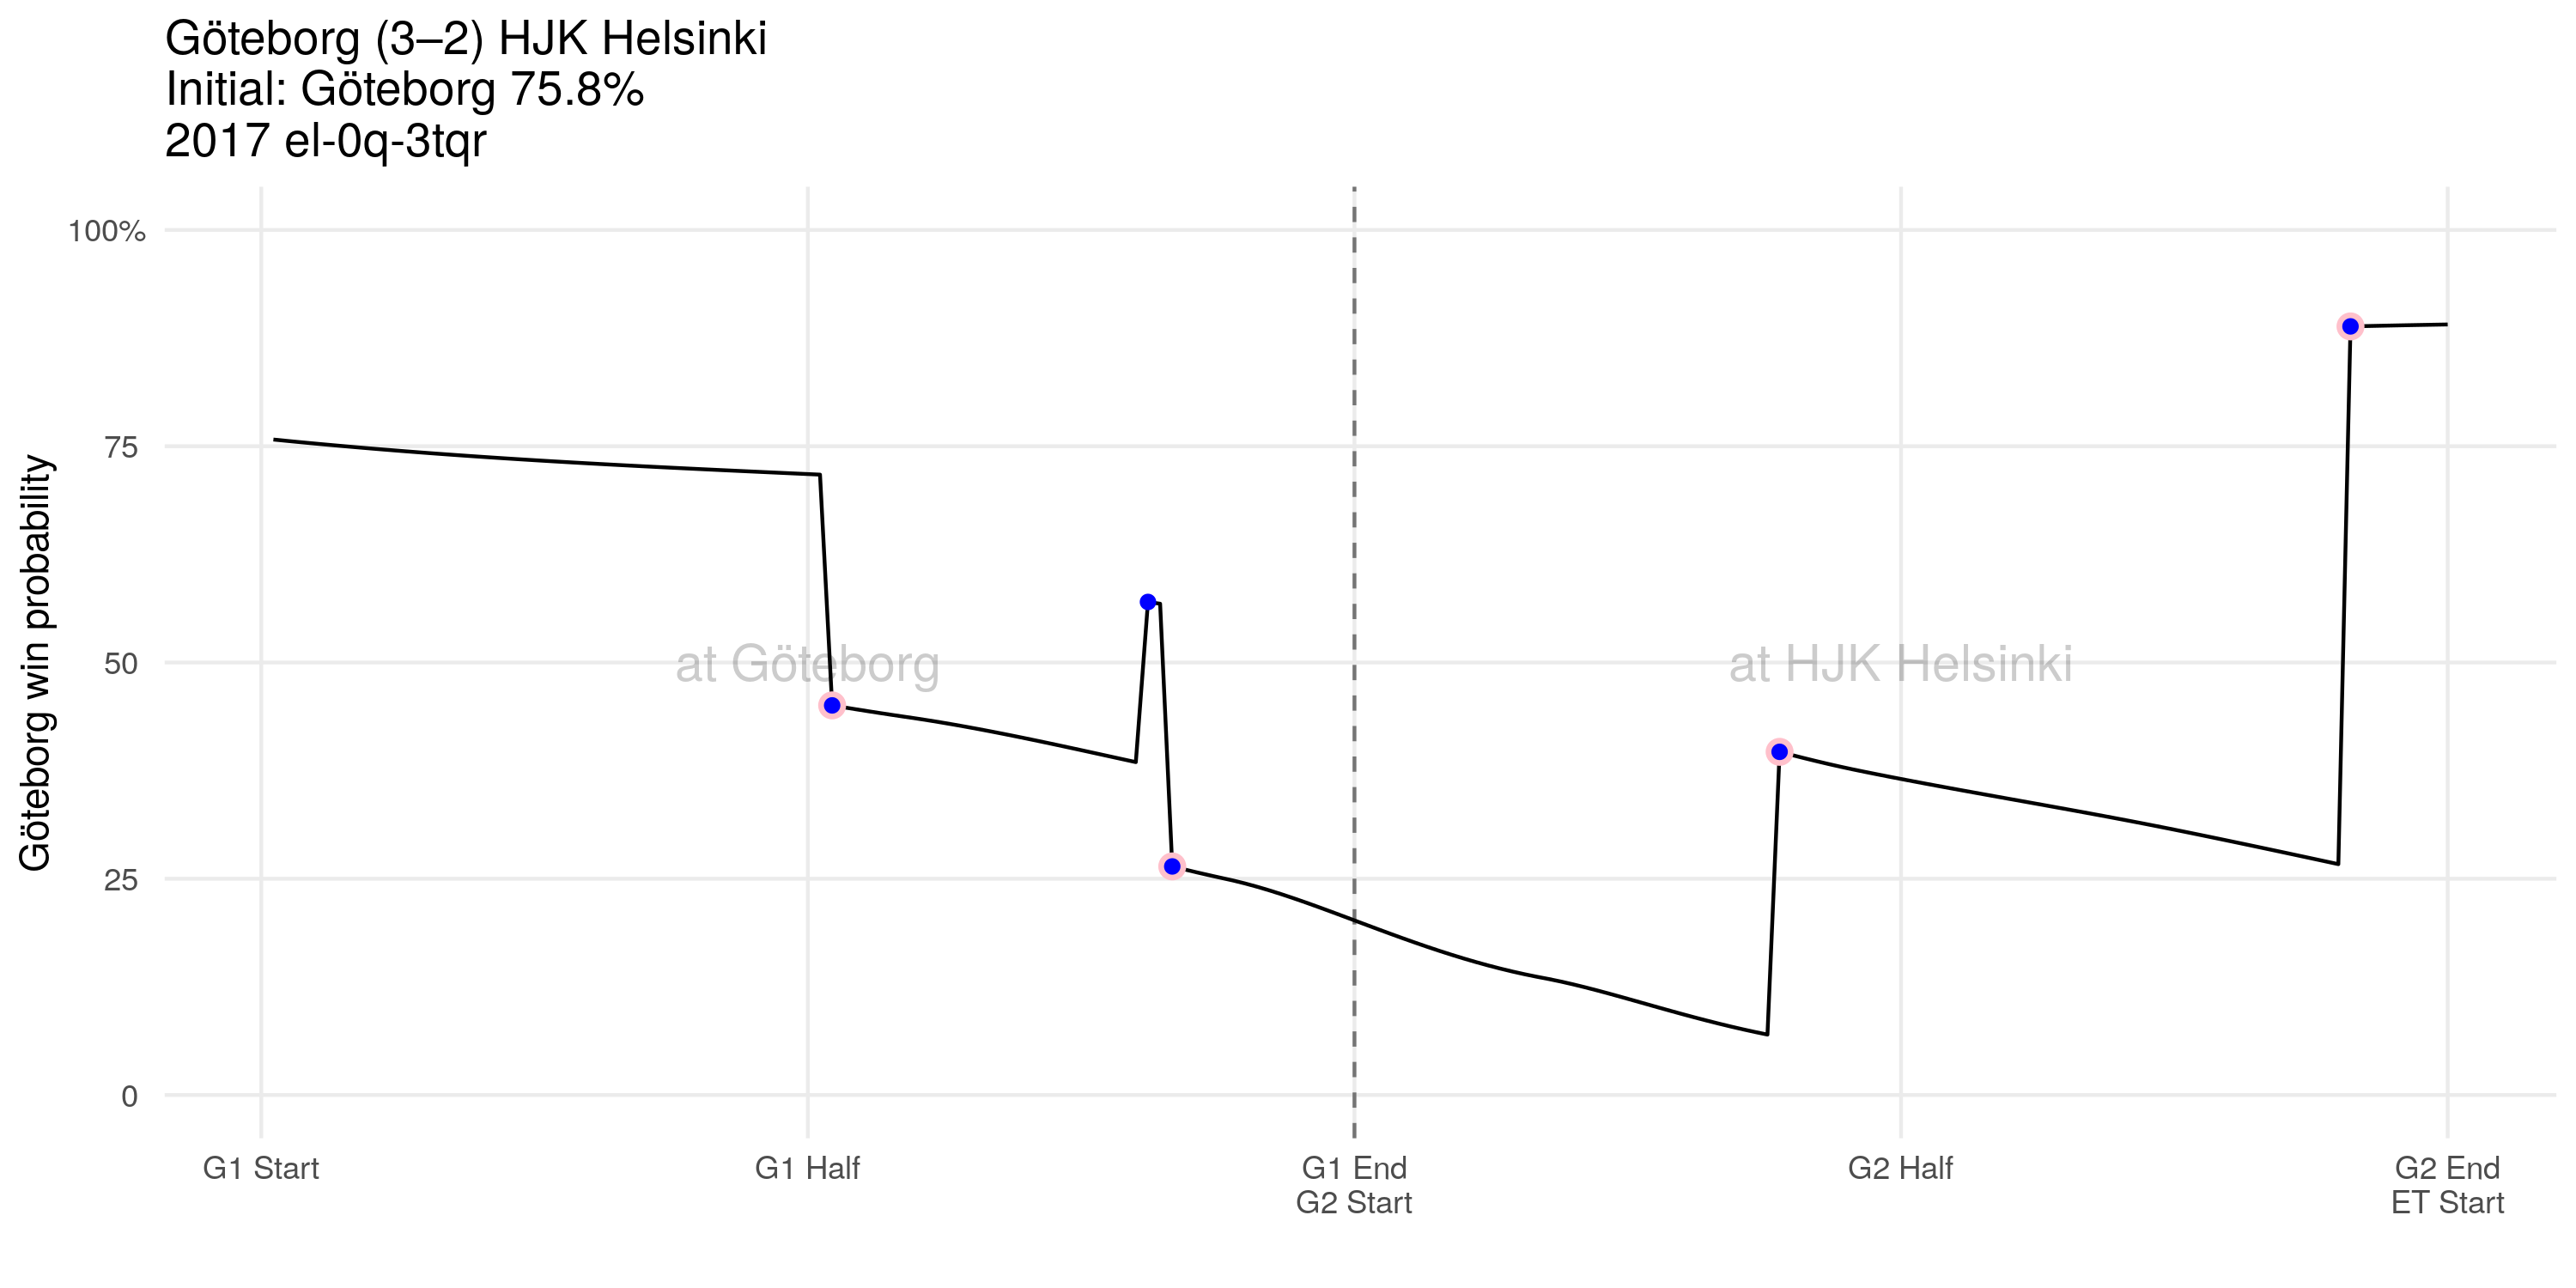 Göteborg (3–2) HJK Helsinki
Initial: Göteborg 75.8%
2017 el-0q-3tqr
Göteborg win probability
100%
75
50
25
0
at Göteborg
at HJK Helsinki
G1 Start
G1 Half
G1 End
G2 Start
G2 Half
G2 End
ET Start